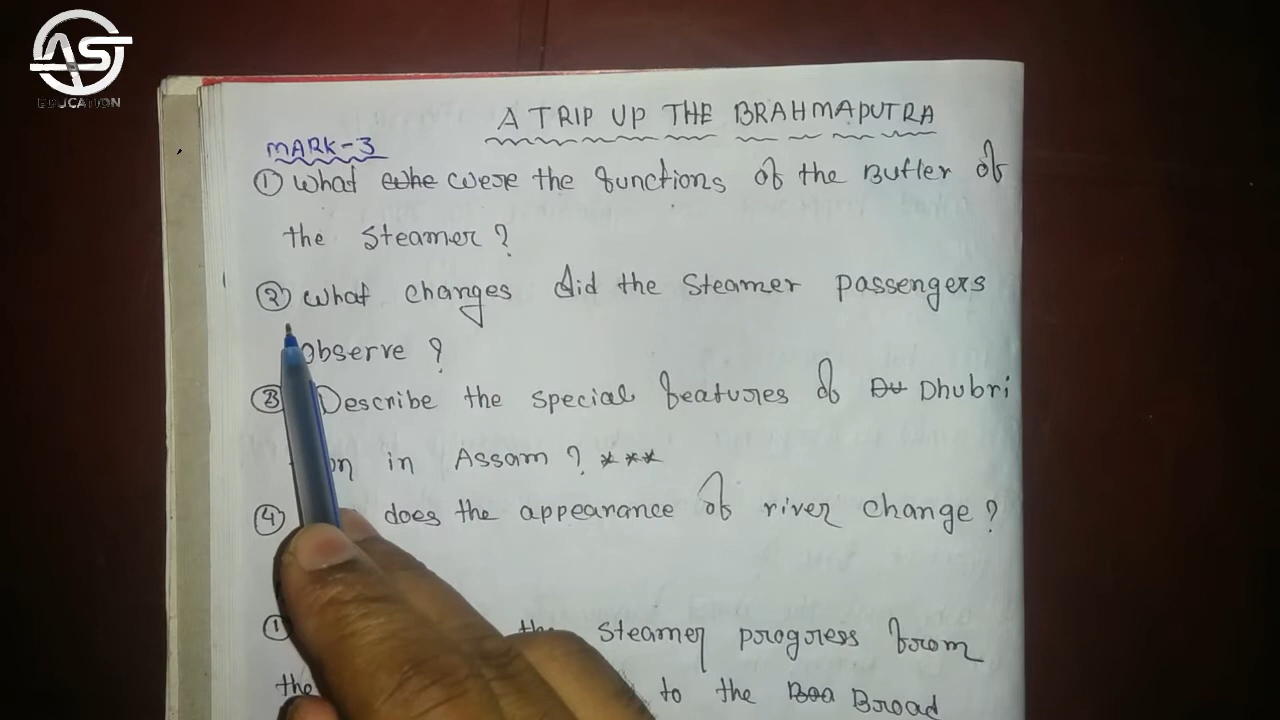 AS
EDUCATION
A TRIP UP THE BRAHMAPUTRA
MARK-3
① What were the functions of the Butler of
the Steamer ?
② What changes did the Steamer passengers
observe ?
③ Describe the special features of Dhubri
in Assam ? ***
④ does the appearance of river change ?
① the steamer progress from
the to the Broad